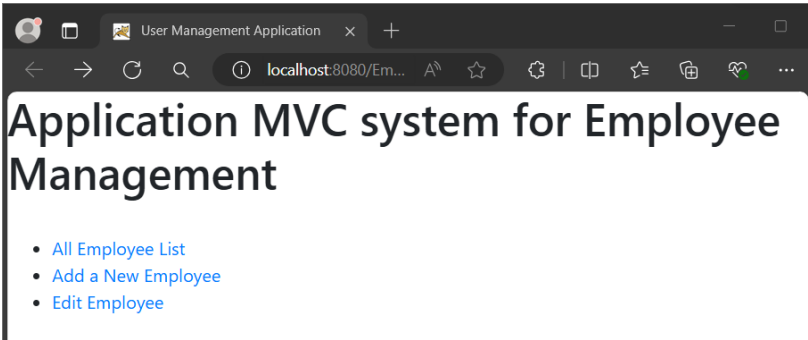 User Management Application
localhost:8080/Em...
Application MVC system for Employee
Management
All Employee List
Add a New Employee
Edit Employee